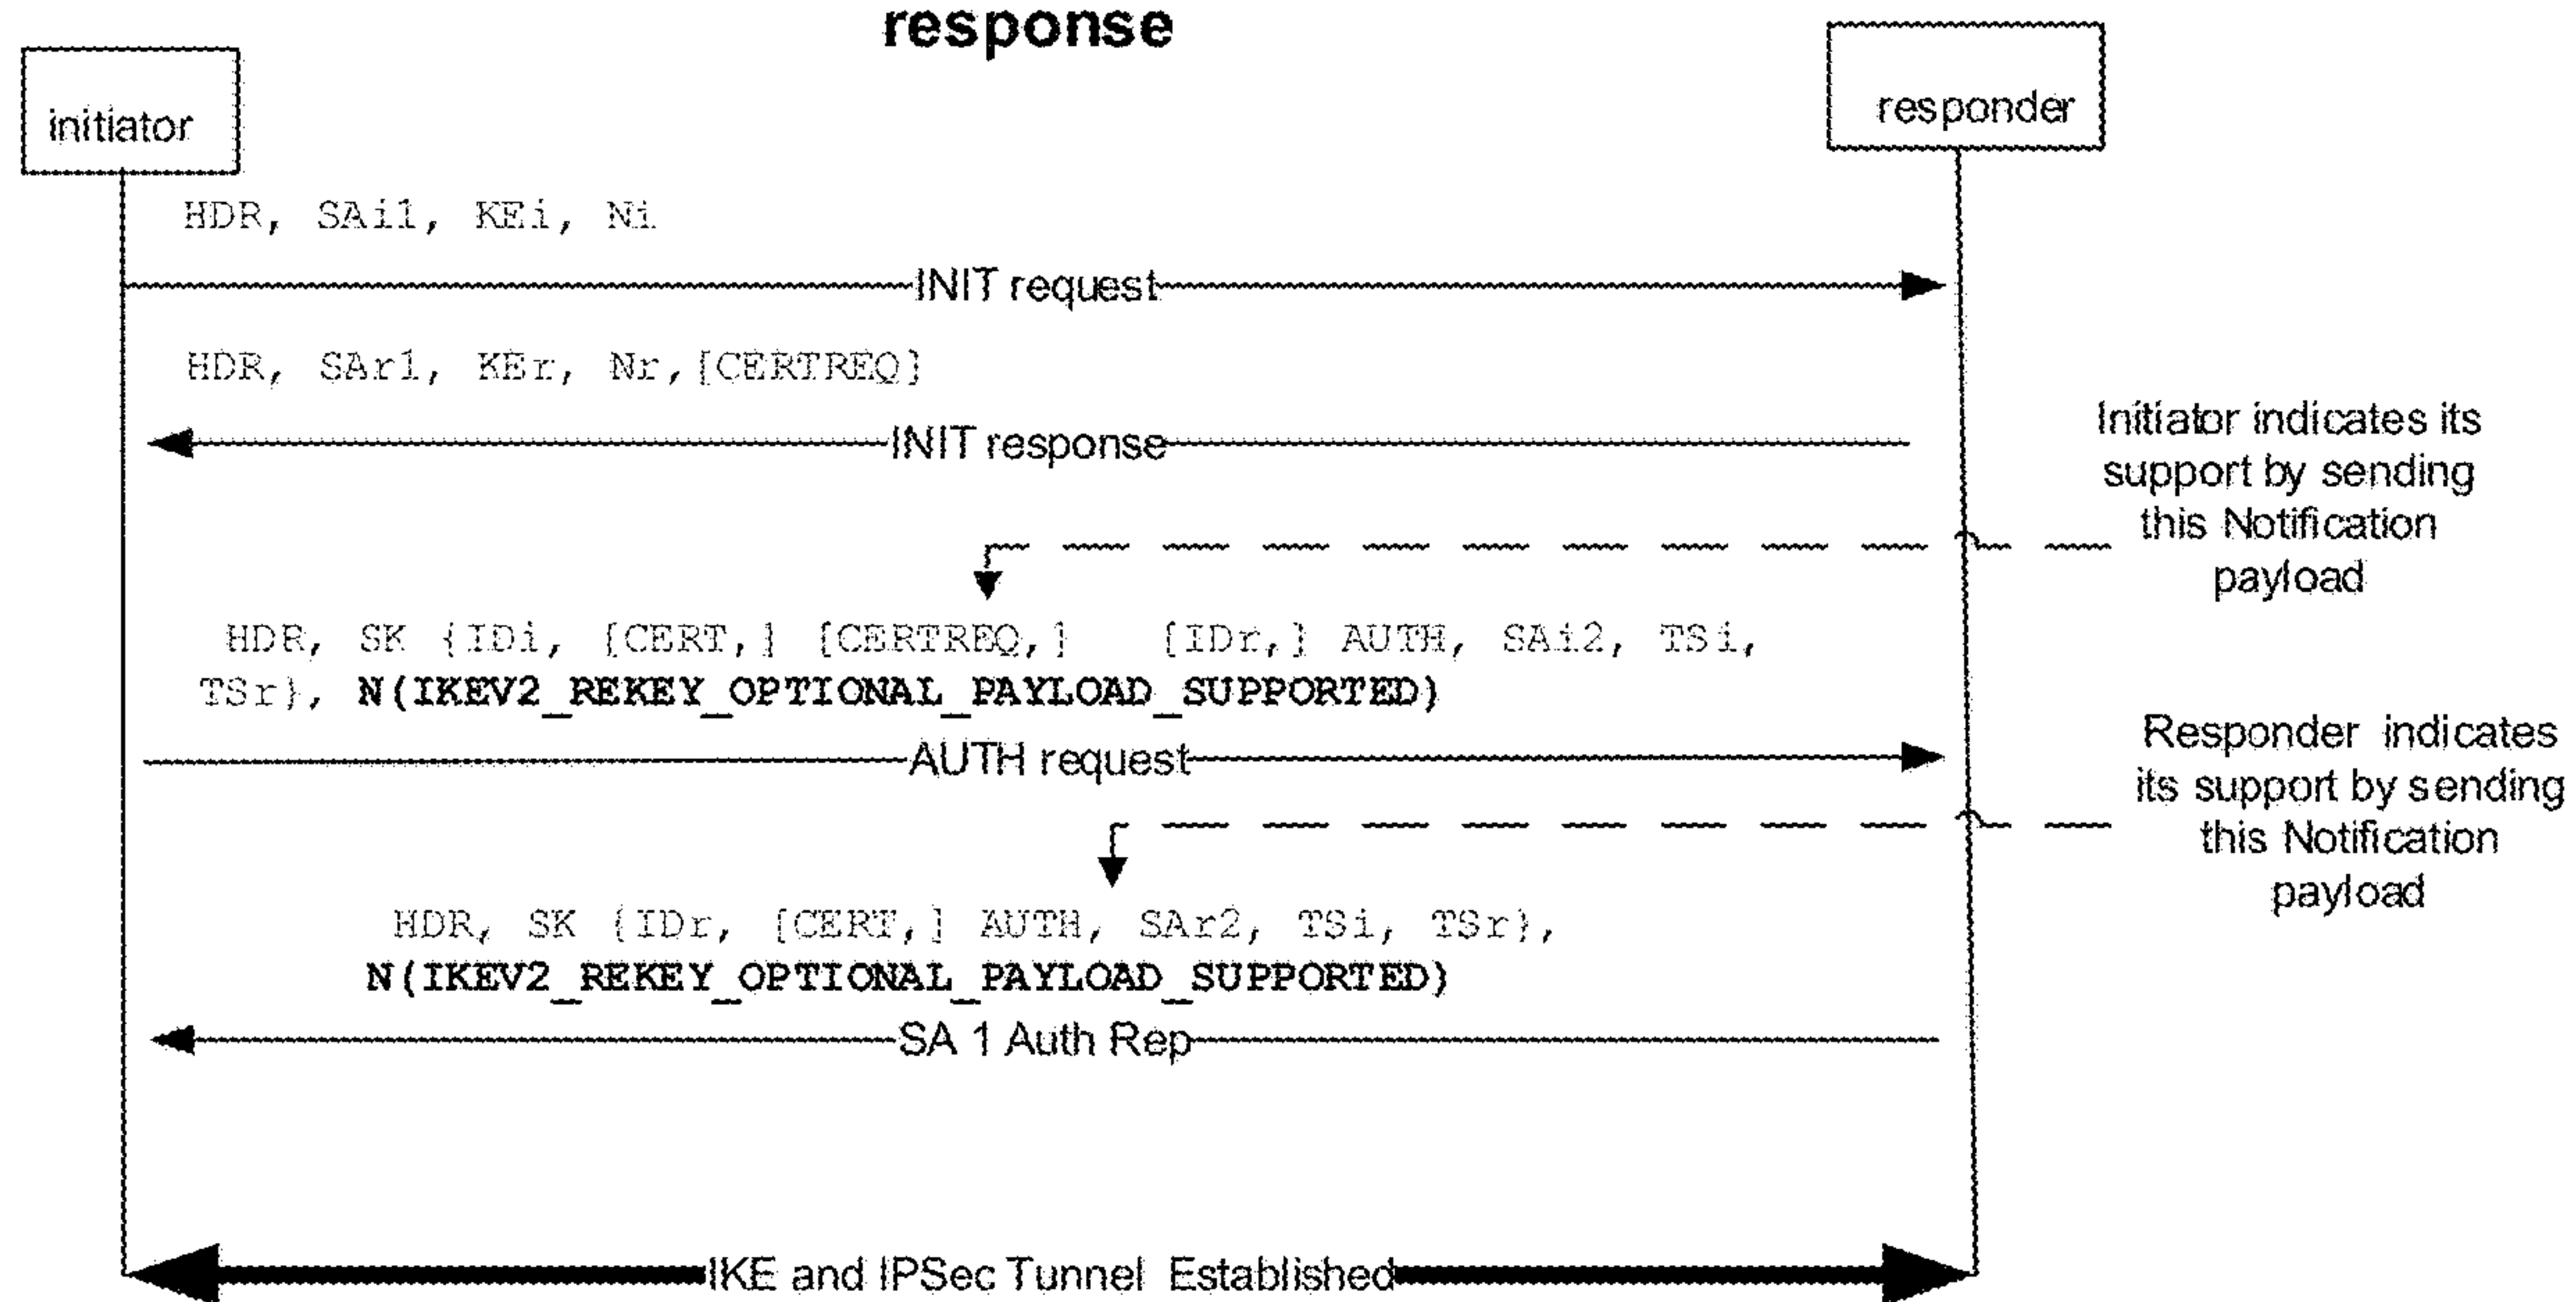 response
initiator
responder
HDR, SAi1, KEi, Ni
INIT request
HDR, SAr1, KEr, Nr,[CERTREQ]
INIT response
Initiator indicates its
support by sending
this Notification
payload
HDR, SK {IDi, [CERT,] [CERTREQ,] [IDr,] AUTH, SAi2, TSi,
TSr}, N(IKEV2_REKEY_OPTIONAL_PAYLOAD_SUPPORTED)
AUTH request
Responder indicates
its support by sending
this Notification
payload
HDR, SK {IDr, [CERT,] AUTH, SAr2, TSi, TSr},
N(IKEV2_REKEY_OPTIONAL_PAYLOAD_SUPPORTED)
SA 1 Auth Rep
IKE and IPSec Tunnel Established